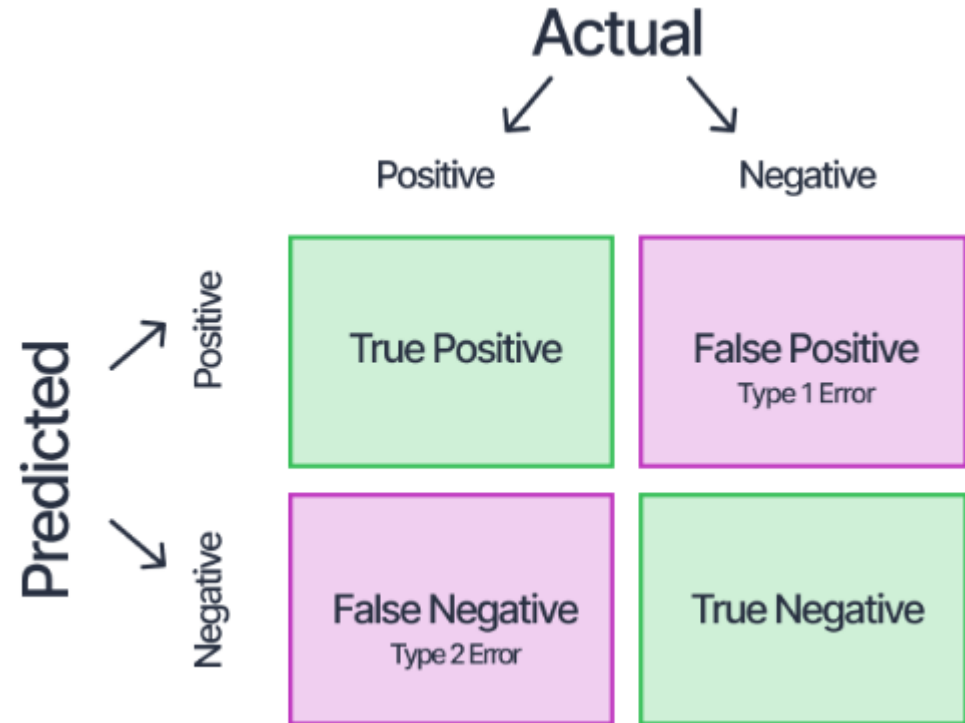 Actual
Positive
Negative
Predicted
Positive
True Positive
False Positive
Type 1 Error
Negative
False Negative
Type 2 Error
True Negative